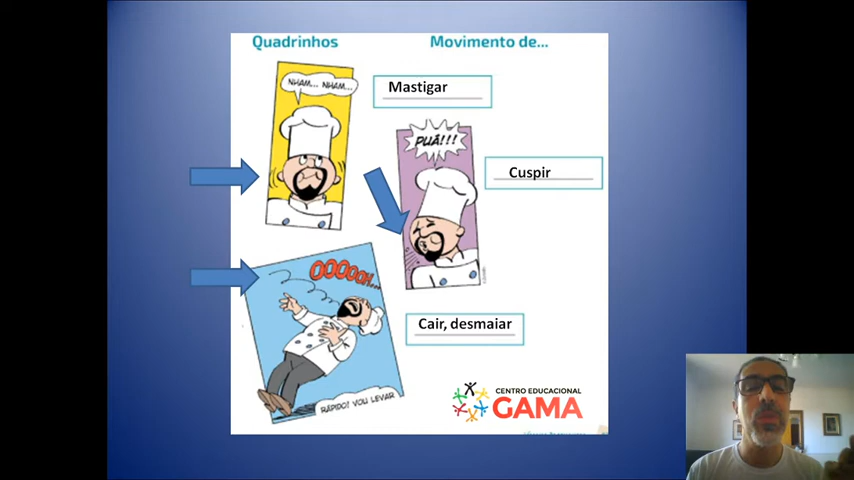 Quadrinhos
Movimento de...
NHAM... NHAM...
Mastigar
PUÁ!!!
Cuspir
OOOOOH...
Cair, desmaiar
RÁPIDO! VOU LEVAR
CENTRO EDUCACIONAL
GAMA